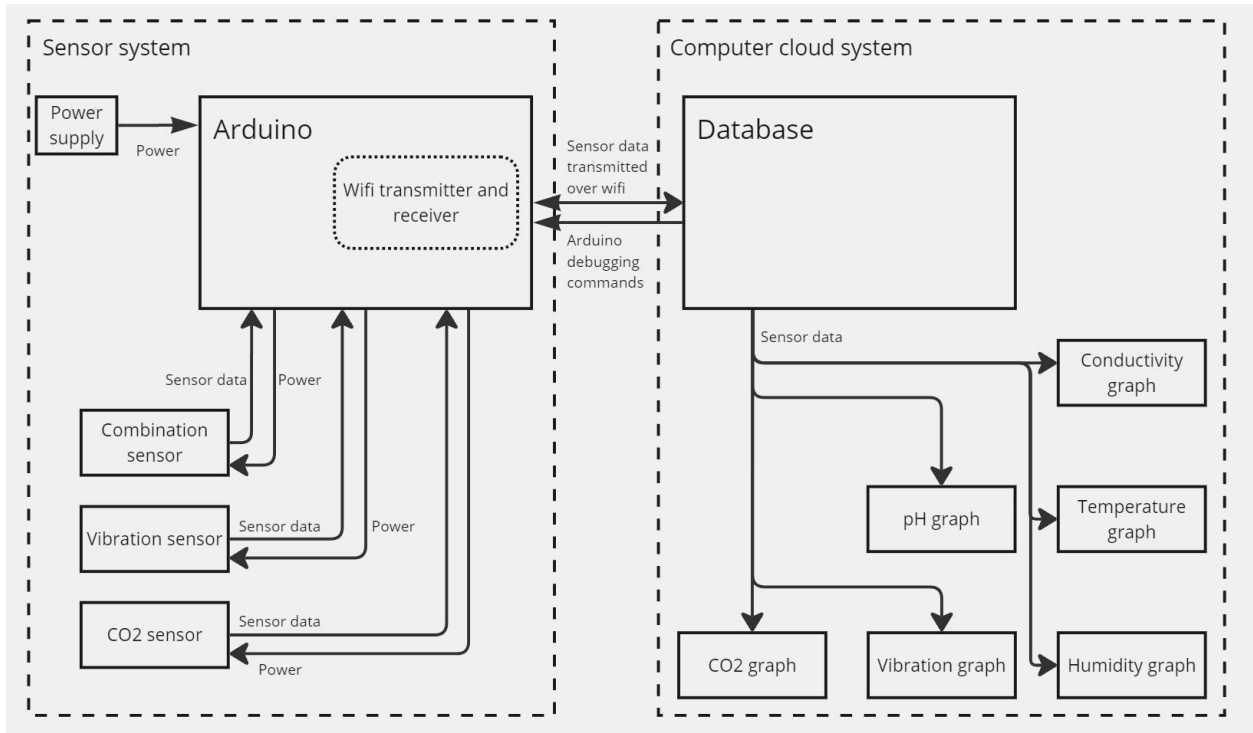 Sensor system
Power
supply
Power
Arduino
Wifi transmitter and
receiver
Sensor data
Power
Combination
sensor
Sensor data
Power
Vibration sensor
Sensor data
CO2 sensor
Power
Sensor data
transmitted
over wifi
Arduino
debugging
commands
Computer cloud system
Database
Sensor data
Conductivity
graph
pH graph
Temperature
graph
CO2 graph
Vibration graph
Humidity graph